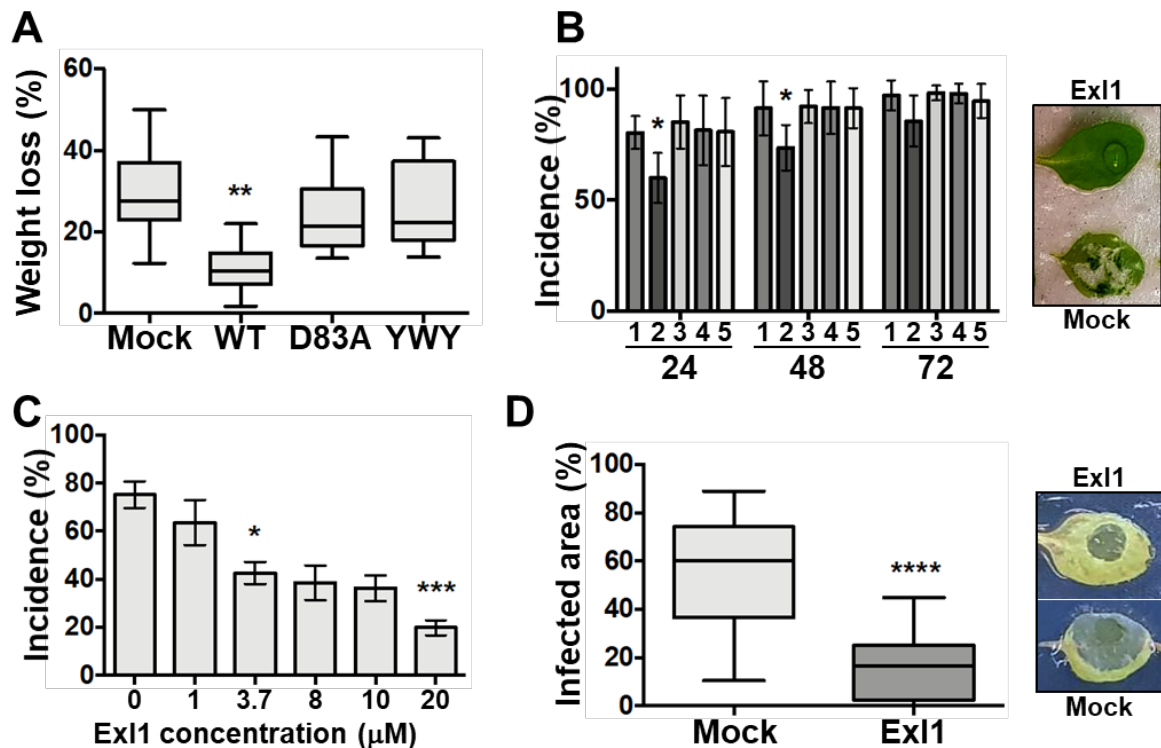 A
Weight loss (%)
60
40
20
0
**
Mock WT D83A YWY
B
Incidence (%)
100
50
0
*
*
1 2 3 4 5 1 2 3 4 5 1 2 3 4 5
24 48 72
Exl1
Mock
C
Incidence (%)
100
80
60
40
20
0
*
***
0 1 3.7 8 10 20
Exl1 concentration (μM)
D
Infected area (%)
100
80
60
40
20
0
****
Mock Exl1
Exl1
Mock